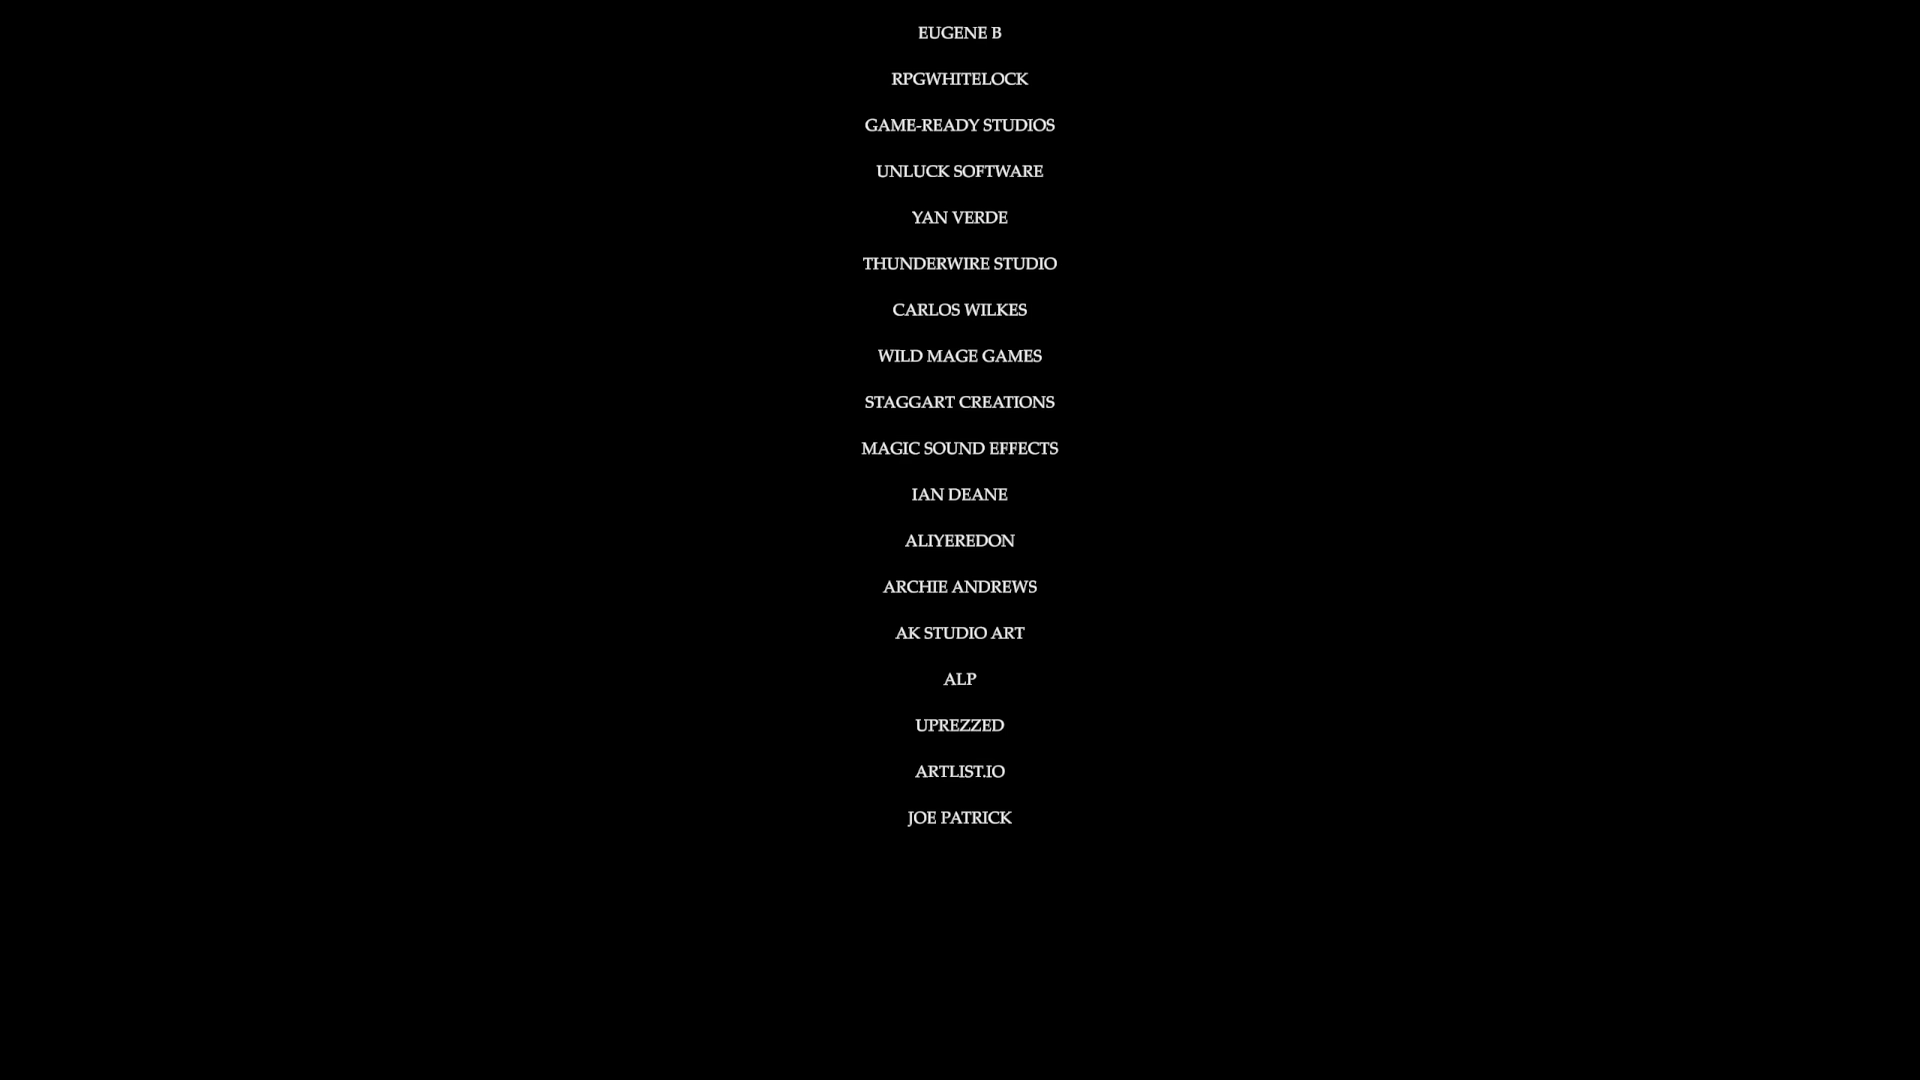 EUGENE B
RPGWHITELOCK
GAME-READY STUDIOS
UNLUCK SOFTWARE
YAN VERDE
THUNDERWIRE STUDIO
CARLOS WILKES
WILD MAGE GAMES
STAGGART CREATIONS
MAGIC SOUND EFFECTS
IAN DEANE
ALIYEREDON
ARCHIE ANDREWS
AK STUDIO ART
ALP
UPREZZED
ARTLIST.IO
JOE PATRICK